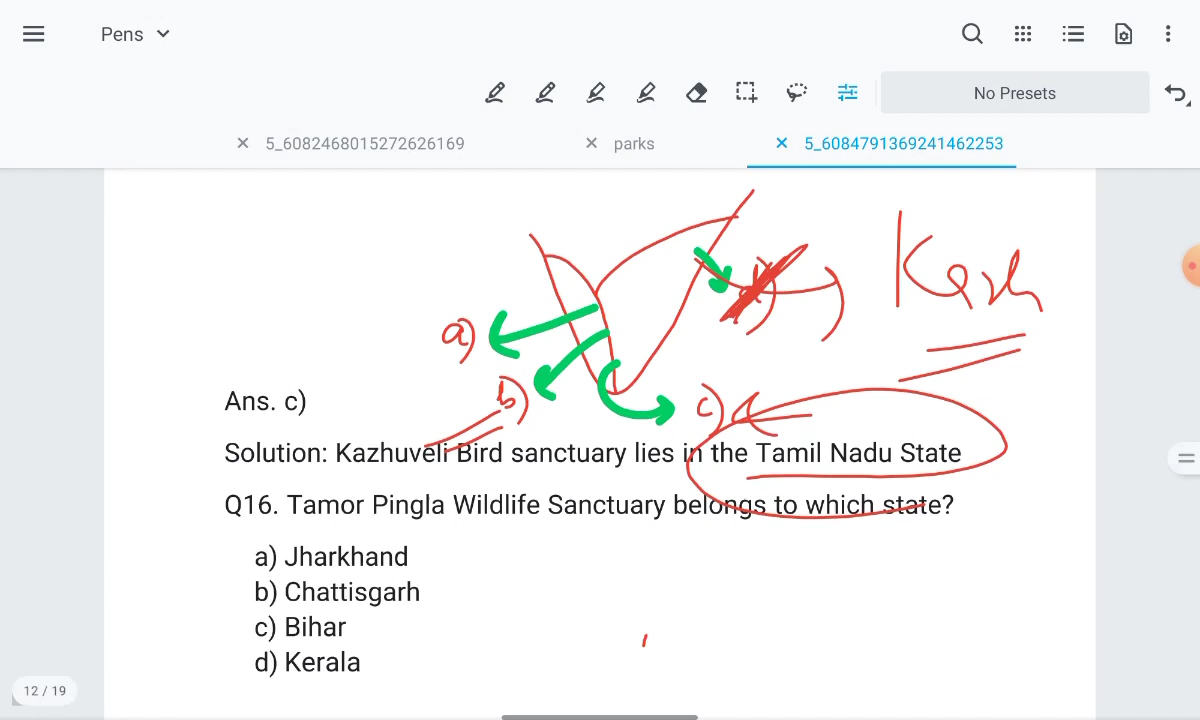 Pens
No Presets
5_6082468015272626169
parks
5_6084791369241462253
a)
b)
c)
d)
Ans. c)
Solution: Kazhuveli Bird sanctuary lies in the Tamil Nadu State
Q16. Tamor Pingla Wildlife Sanctuary belongs to which state?
a) Jharkhand
b) Chattisgarh
c) Bihar
d) Kerala
12 / 19